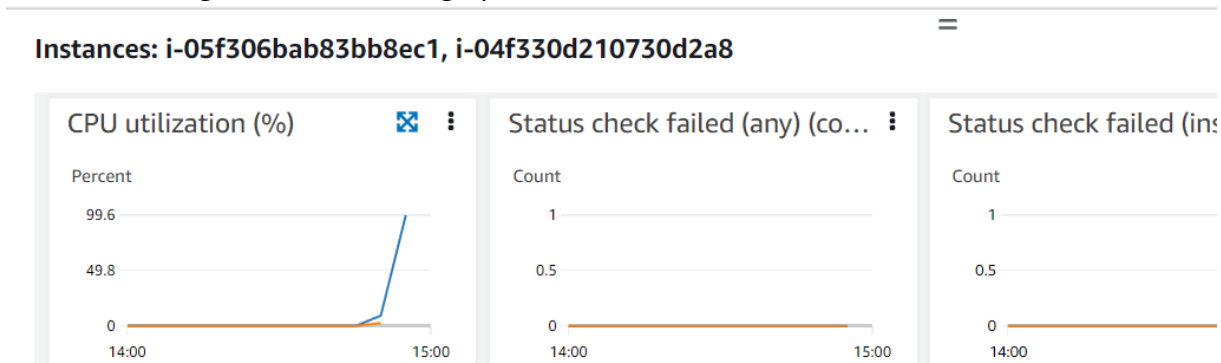 Instances: i-05f306bab83bb8ec1, i-04f330d210730d2a8
CPU utilization (%)
Percent
99.6
49.8
0
14:00 15:00
Status check failed (any) (co...
Count
1
0.5
0
14:00 15:00
Status check failed (ins
Count
1
0.5
0
14:00